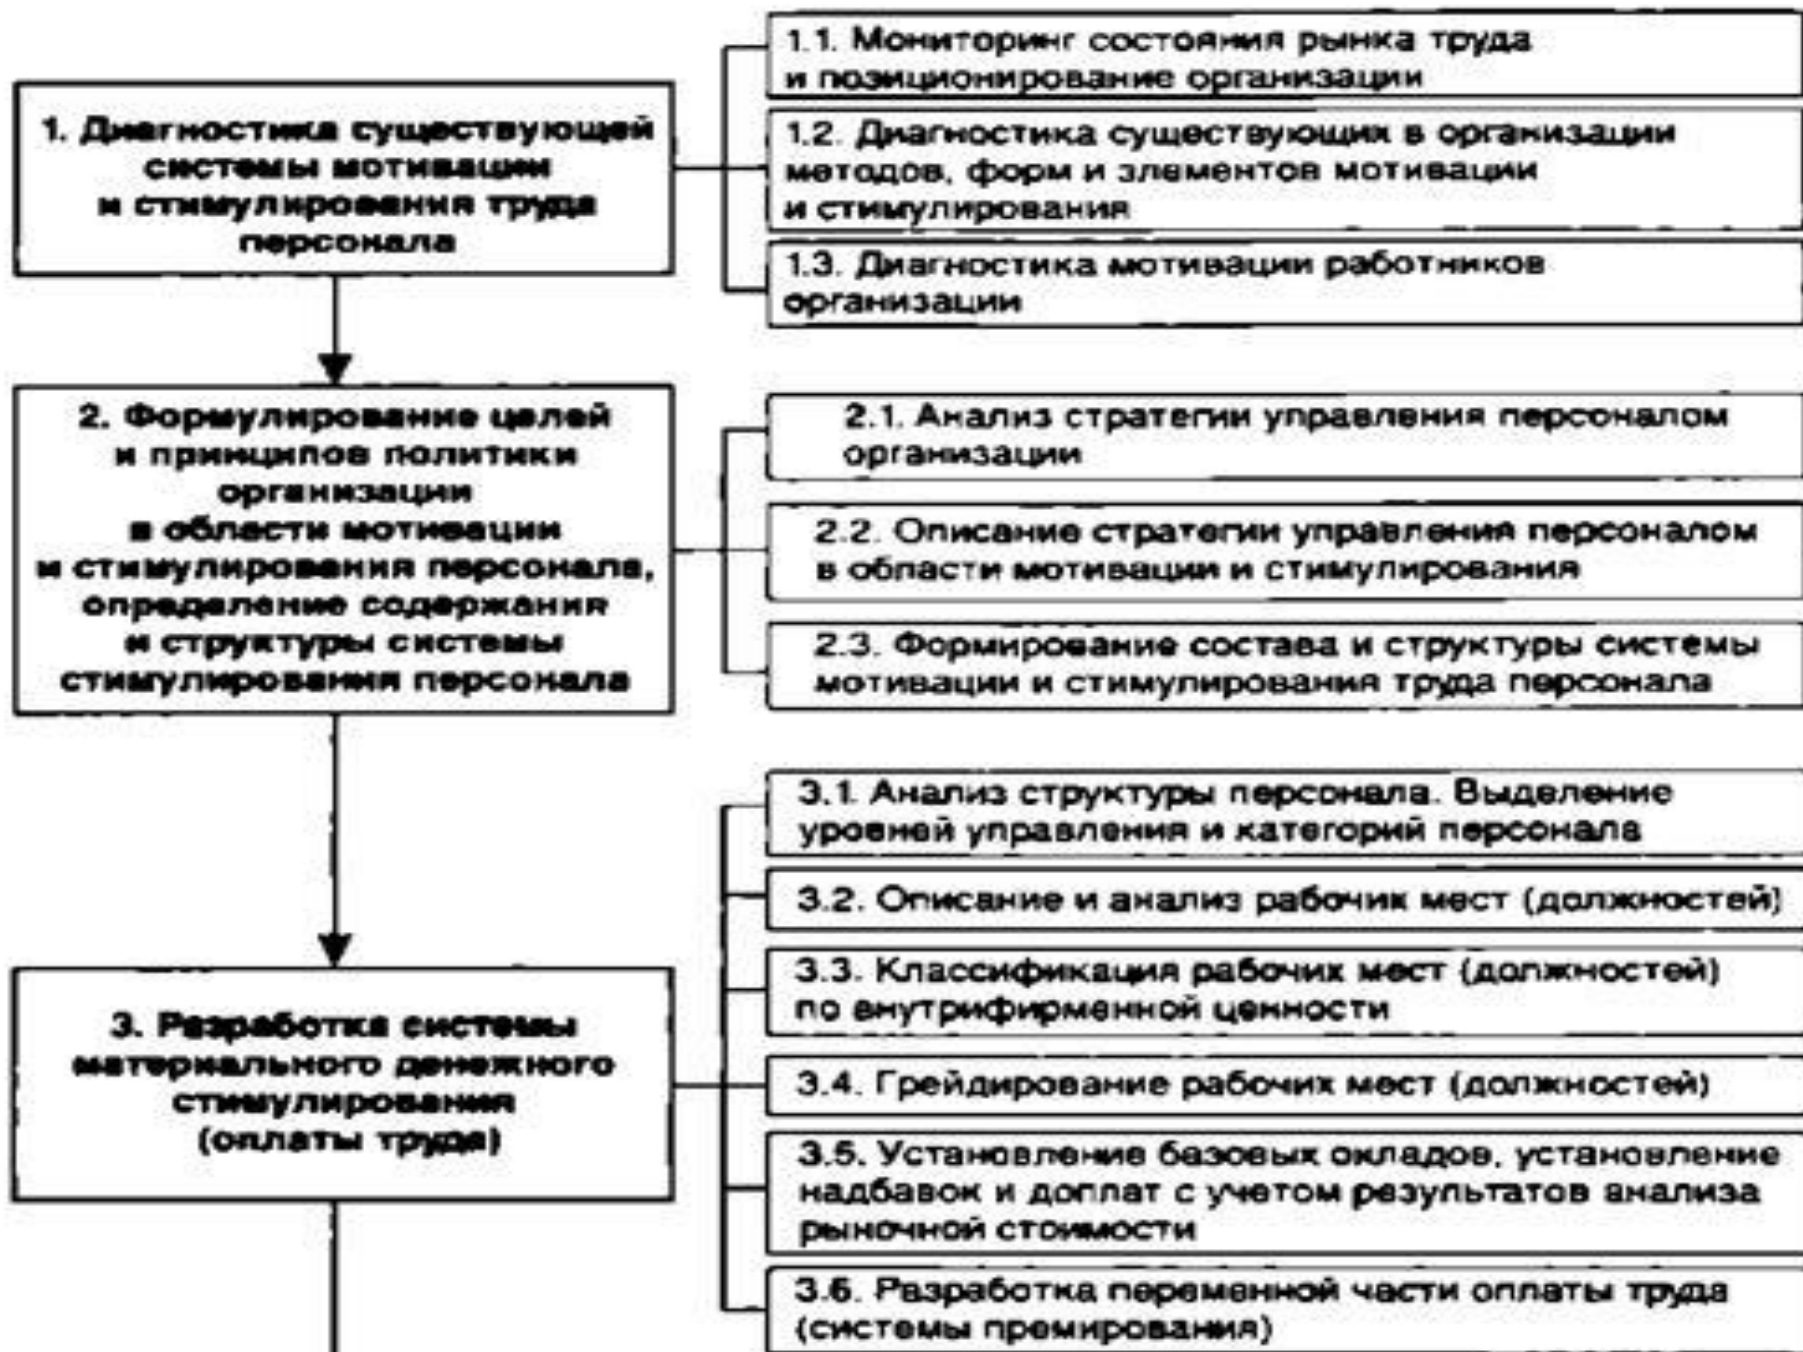 1. Диагностика существующей
системы мотивации
и стимулирования труда
персонала
1.1. Мониторинг состояния рынка труда
и позиционирование организации
1.2. Диагностика существующих в организации
методов, форм и элементов мотивации
и стимулирования
1.3. Диагностика мотивации работников
организации
2. Формулирование целей
и принципов политики
организации
в области мотивации
и стимулирования персонала,
определение содержания
и структуры системы
стимулирования персонала
2.1. Анализ стратегии управления персоналом
организации
2.2. Описание стратегии управления персоналом
в области мотивации и стимулирования
2.3. Формирование состава и структуры системы
мотивации и стимулирования труда персонала
3. Разработка системы
материального денежного
стимулирования
(оплаты труда)
3.1. Анализ структуры персонала. Выделение
уровней управления и категорий персонала
3.2. Описание и анализ рабочих мест (должностей)
3.3. Классификация рабочих мест (должностей)
по внутрифирменной ценности
3.4. Грейдирование рабочих мест (должностей)
3.5. Установление базовых окладов, установление
надбавок и доплат с учетом результатов анализа
рыночной стоимости
3.6. Разработка переменной части оплаты труда
(системы премирования)